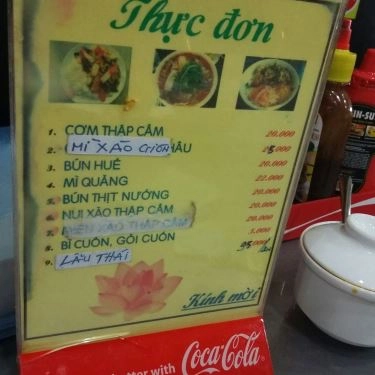 Thực đơn
1. CƠM THẬP CẨM 20.000
2. MÌ XÀO GIÒN 25.000
3. BÚN HUẾ 20.000
4. MÌ QUẢNG 22.000
5. BÚN THỊT NƯỚNG 20.000
6. NUI XÀO THẬP CẨM 20.000
7. MIẾN XÀO THẬP CẨM 20.000
8. BÌ CUỐN, GỎI CUỐN 5.000
9. LẨU THÁI
Kính mời
with Coca-Cola